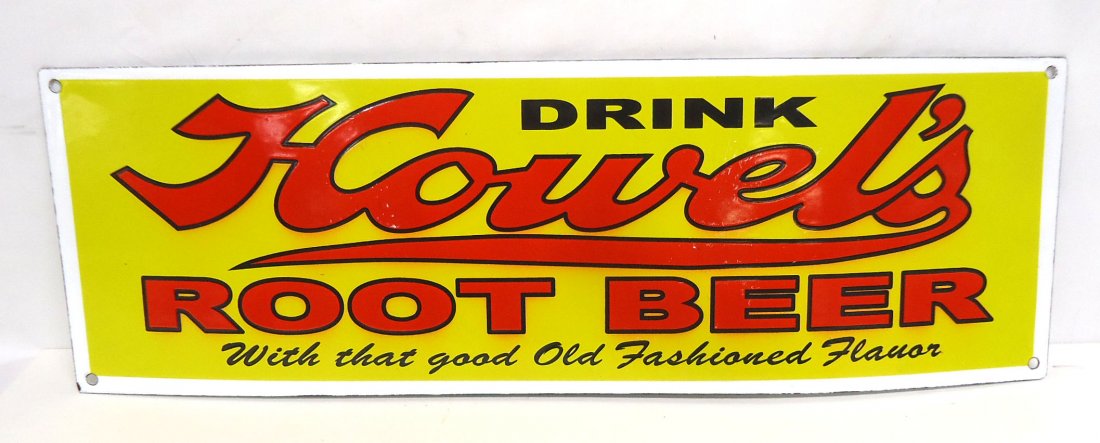 DRINK
Howel's
ROOT BEER
With that good Old Fashioned Flavor